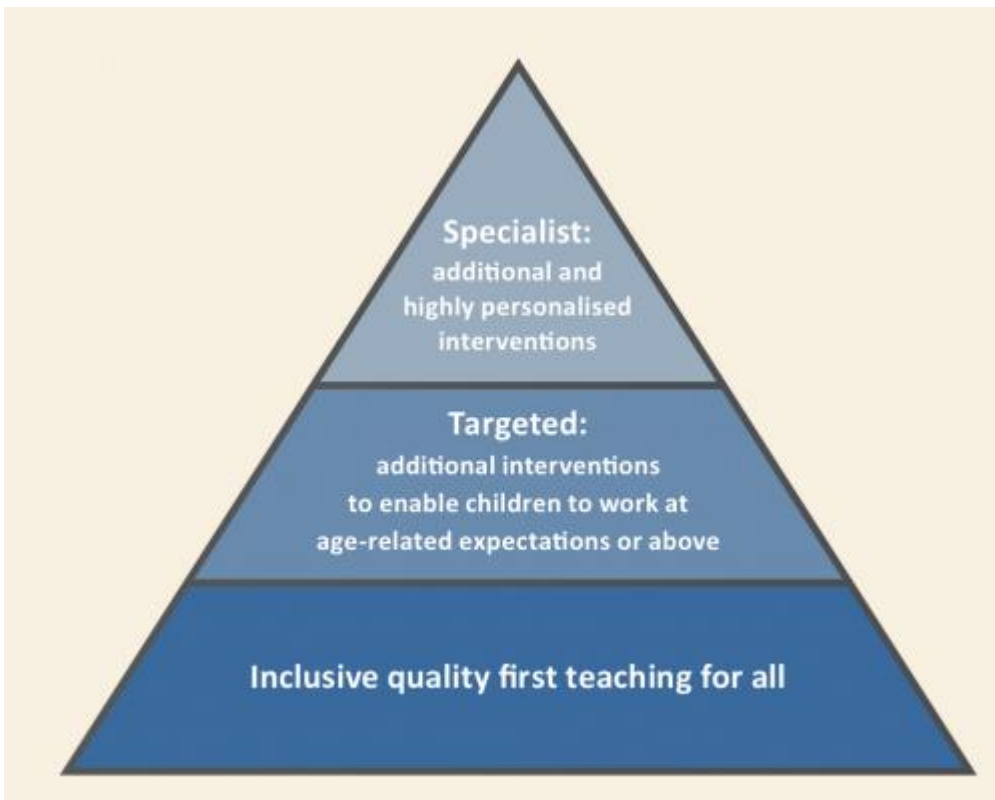 Specialist:
additional and
highly personalised
interventions
Targeted:
additional interventions
to enable children to work at
age-related expectations or above
Inclusive quality first teaching for all